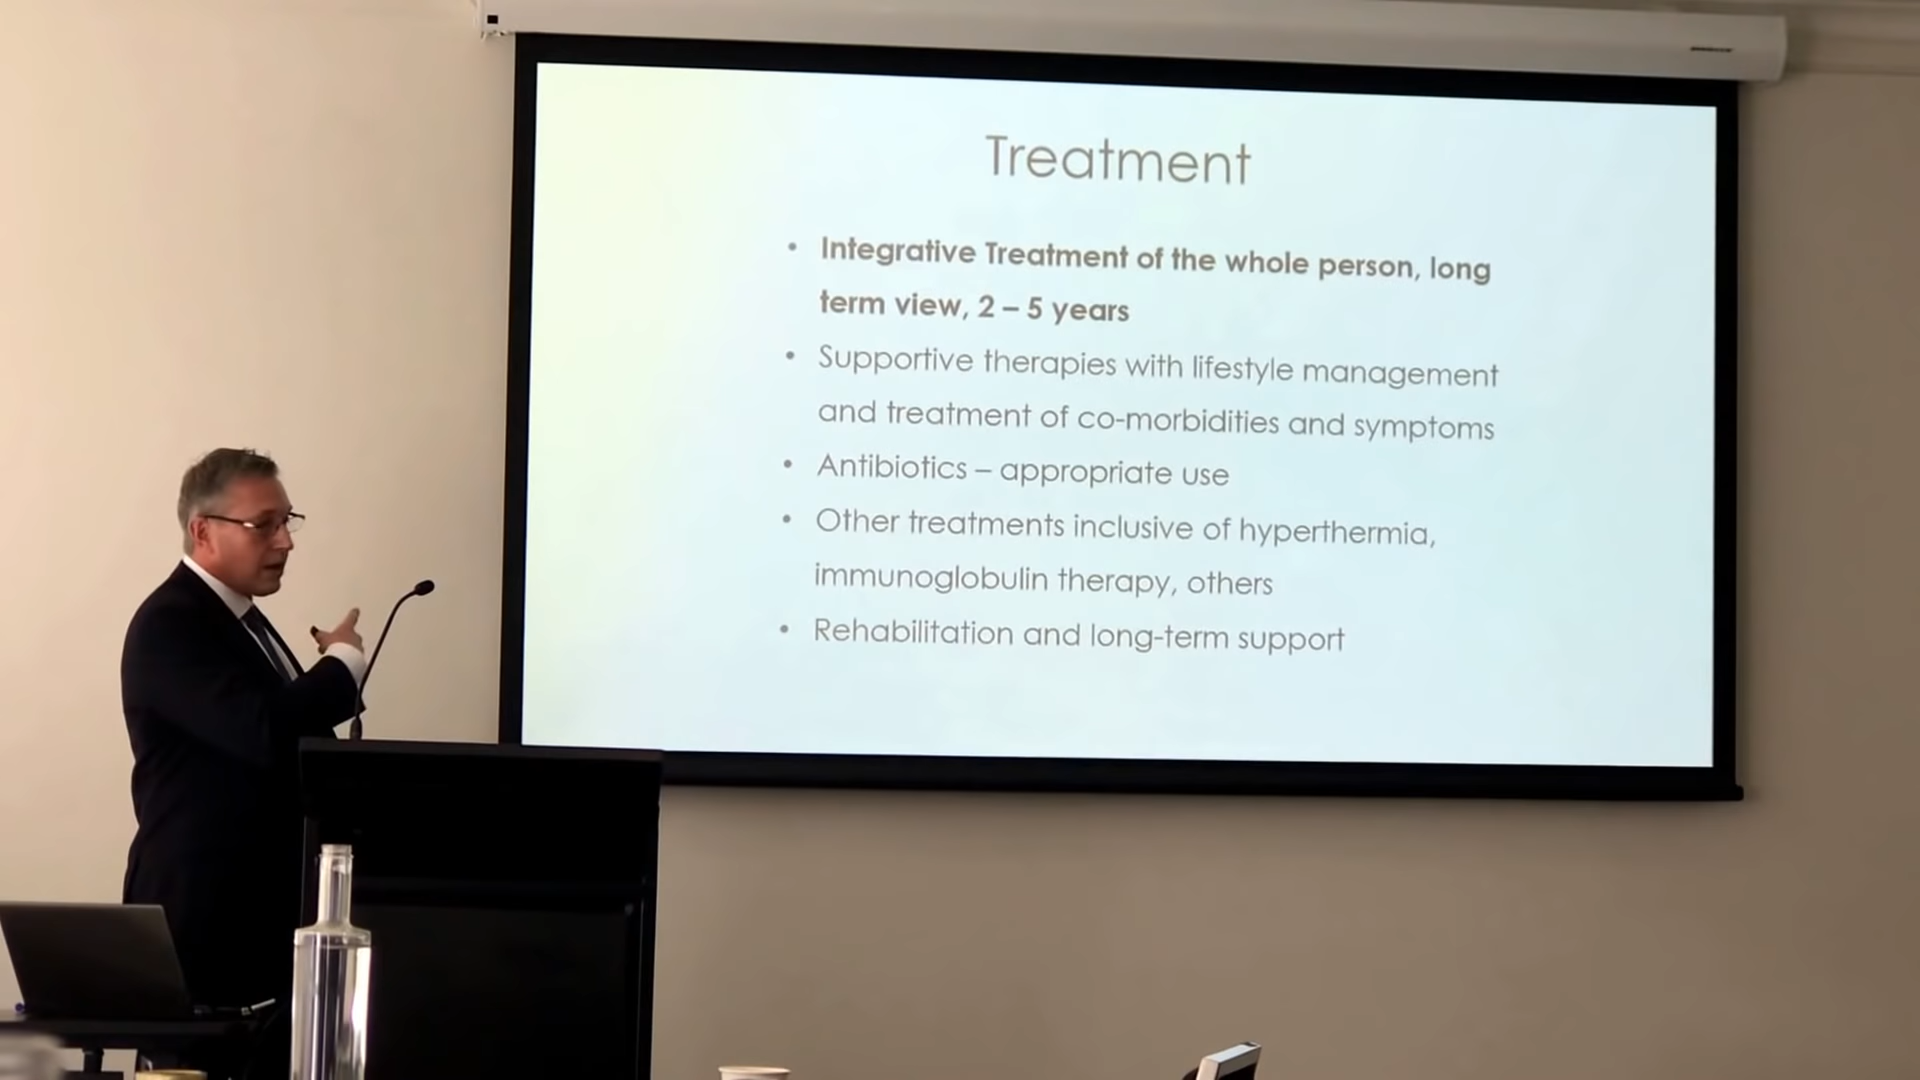 Treatment
• Integrative Treatment of the whole person, long
term view, 2 – 5 years
• Supportive therapies with lifestyle management
and treatment of co-morbidities and symptoms
• Antibiotics – appropriate use
• Other treatments inclusive of hyperthermia,
immunoglobulin therapy, others
• Rehabilitation and long-term support